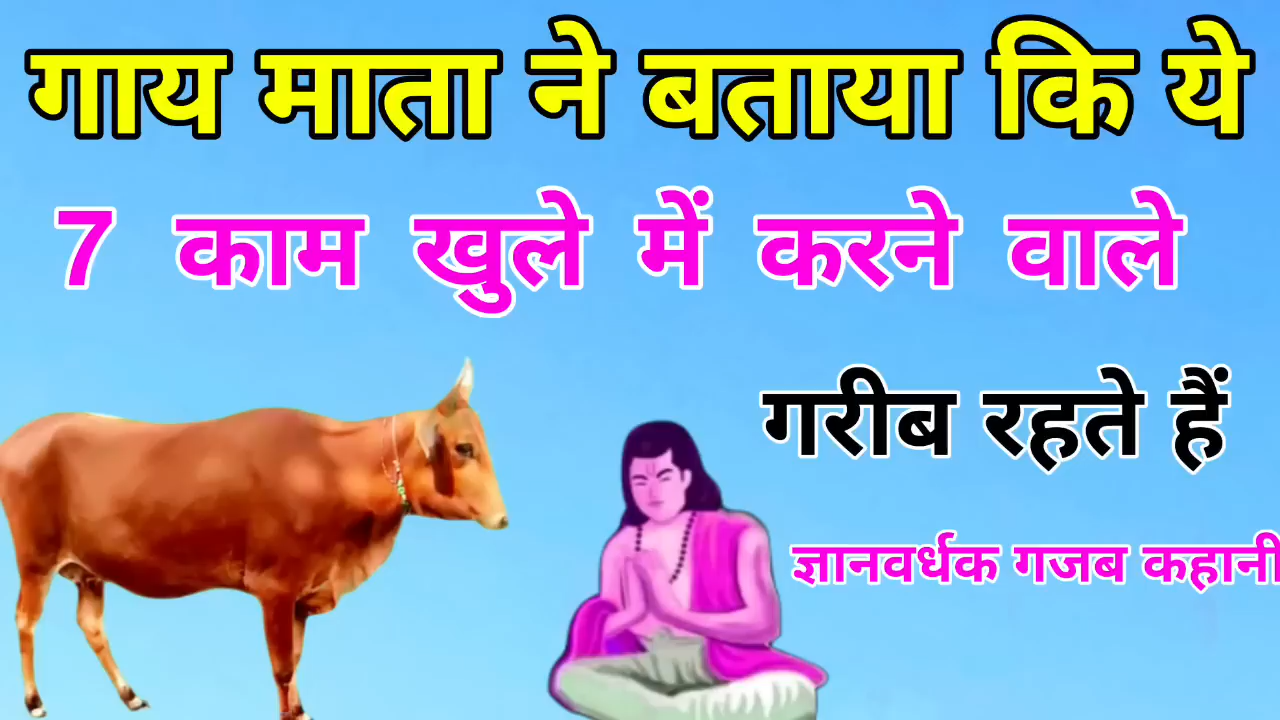 गाय माता ने बताया कि ये
7 काम खुले में करने वाले
गरीब रहते हैं
ज्ञानवर्धक गजब कहानी